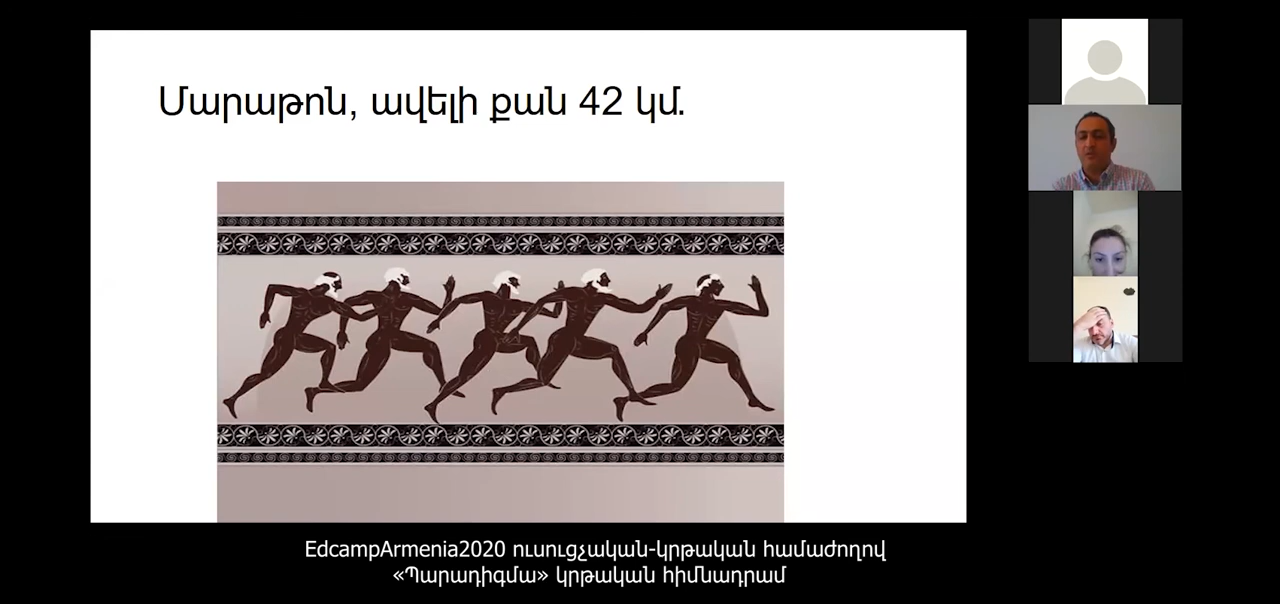 Մարաթոն, ավելի քան 42 կմ.
EdcampArmenia2020 ուսուցչական-կրթական համաժողով
«Պարադիգմա» կրթական հիմնադրամ